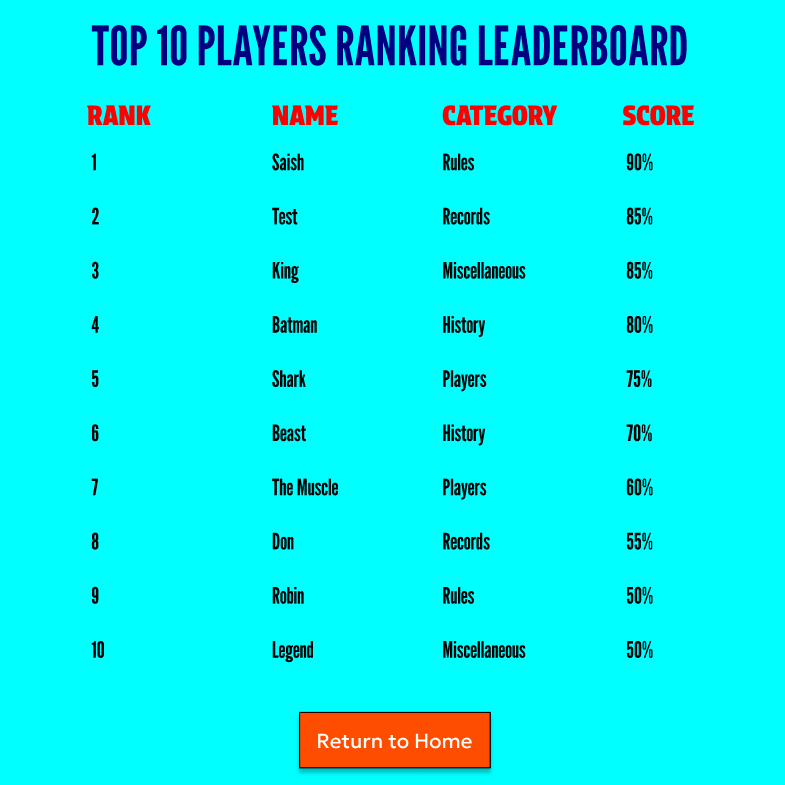 TOP 10 PLAYERS RANKING LEADERBOARD
RANK NAME CATEGORY SCORE
1 Saish Rules 90%
2 Test Records 85%
3 King Miscellaneous 85%
4 Batman History 80%
5 Shark Players 75%
6 Beast History 70%
7 The Muscle Players 60%
8 Don Records 55%
9 Robin Rules 50%
10 Legend Miscellaneous 50%
Return to Home